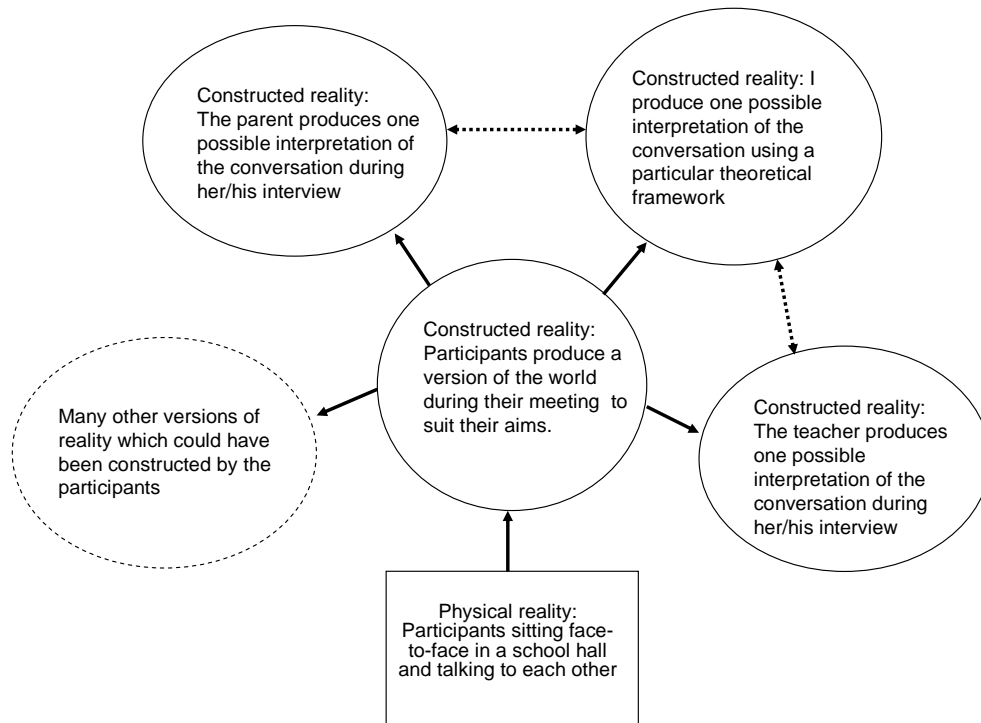 Constructed reality:
The parent produces one
possible interpretation of
the conversation during
her/his interview
Constructed reality: I
produce one possible
interpretation of the
conversation using a
particular theoretical
framework
Constructed reality:
Participants produce a
version of the world
during their meeting to
suit their aims.
Many other versions of
reality which could have
been constructed by the
participants
Constructed reality:
The teacher produces
one possible
interpretation of the
conversation during
her/his interview
Physical reality:
Participants sitting face-
to-face in a school hall
and talking to each other